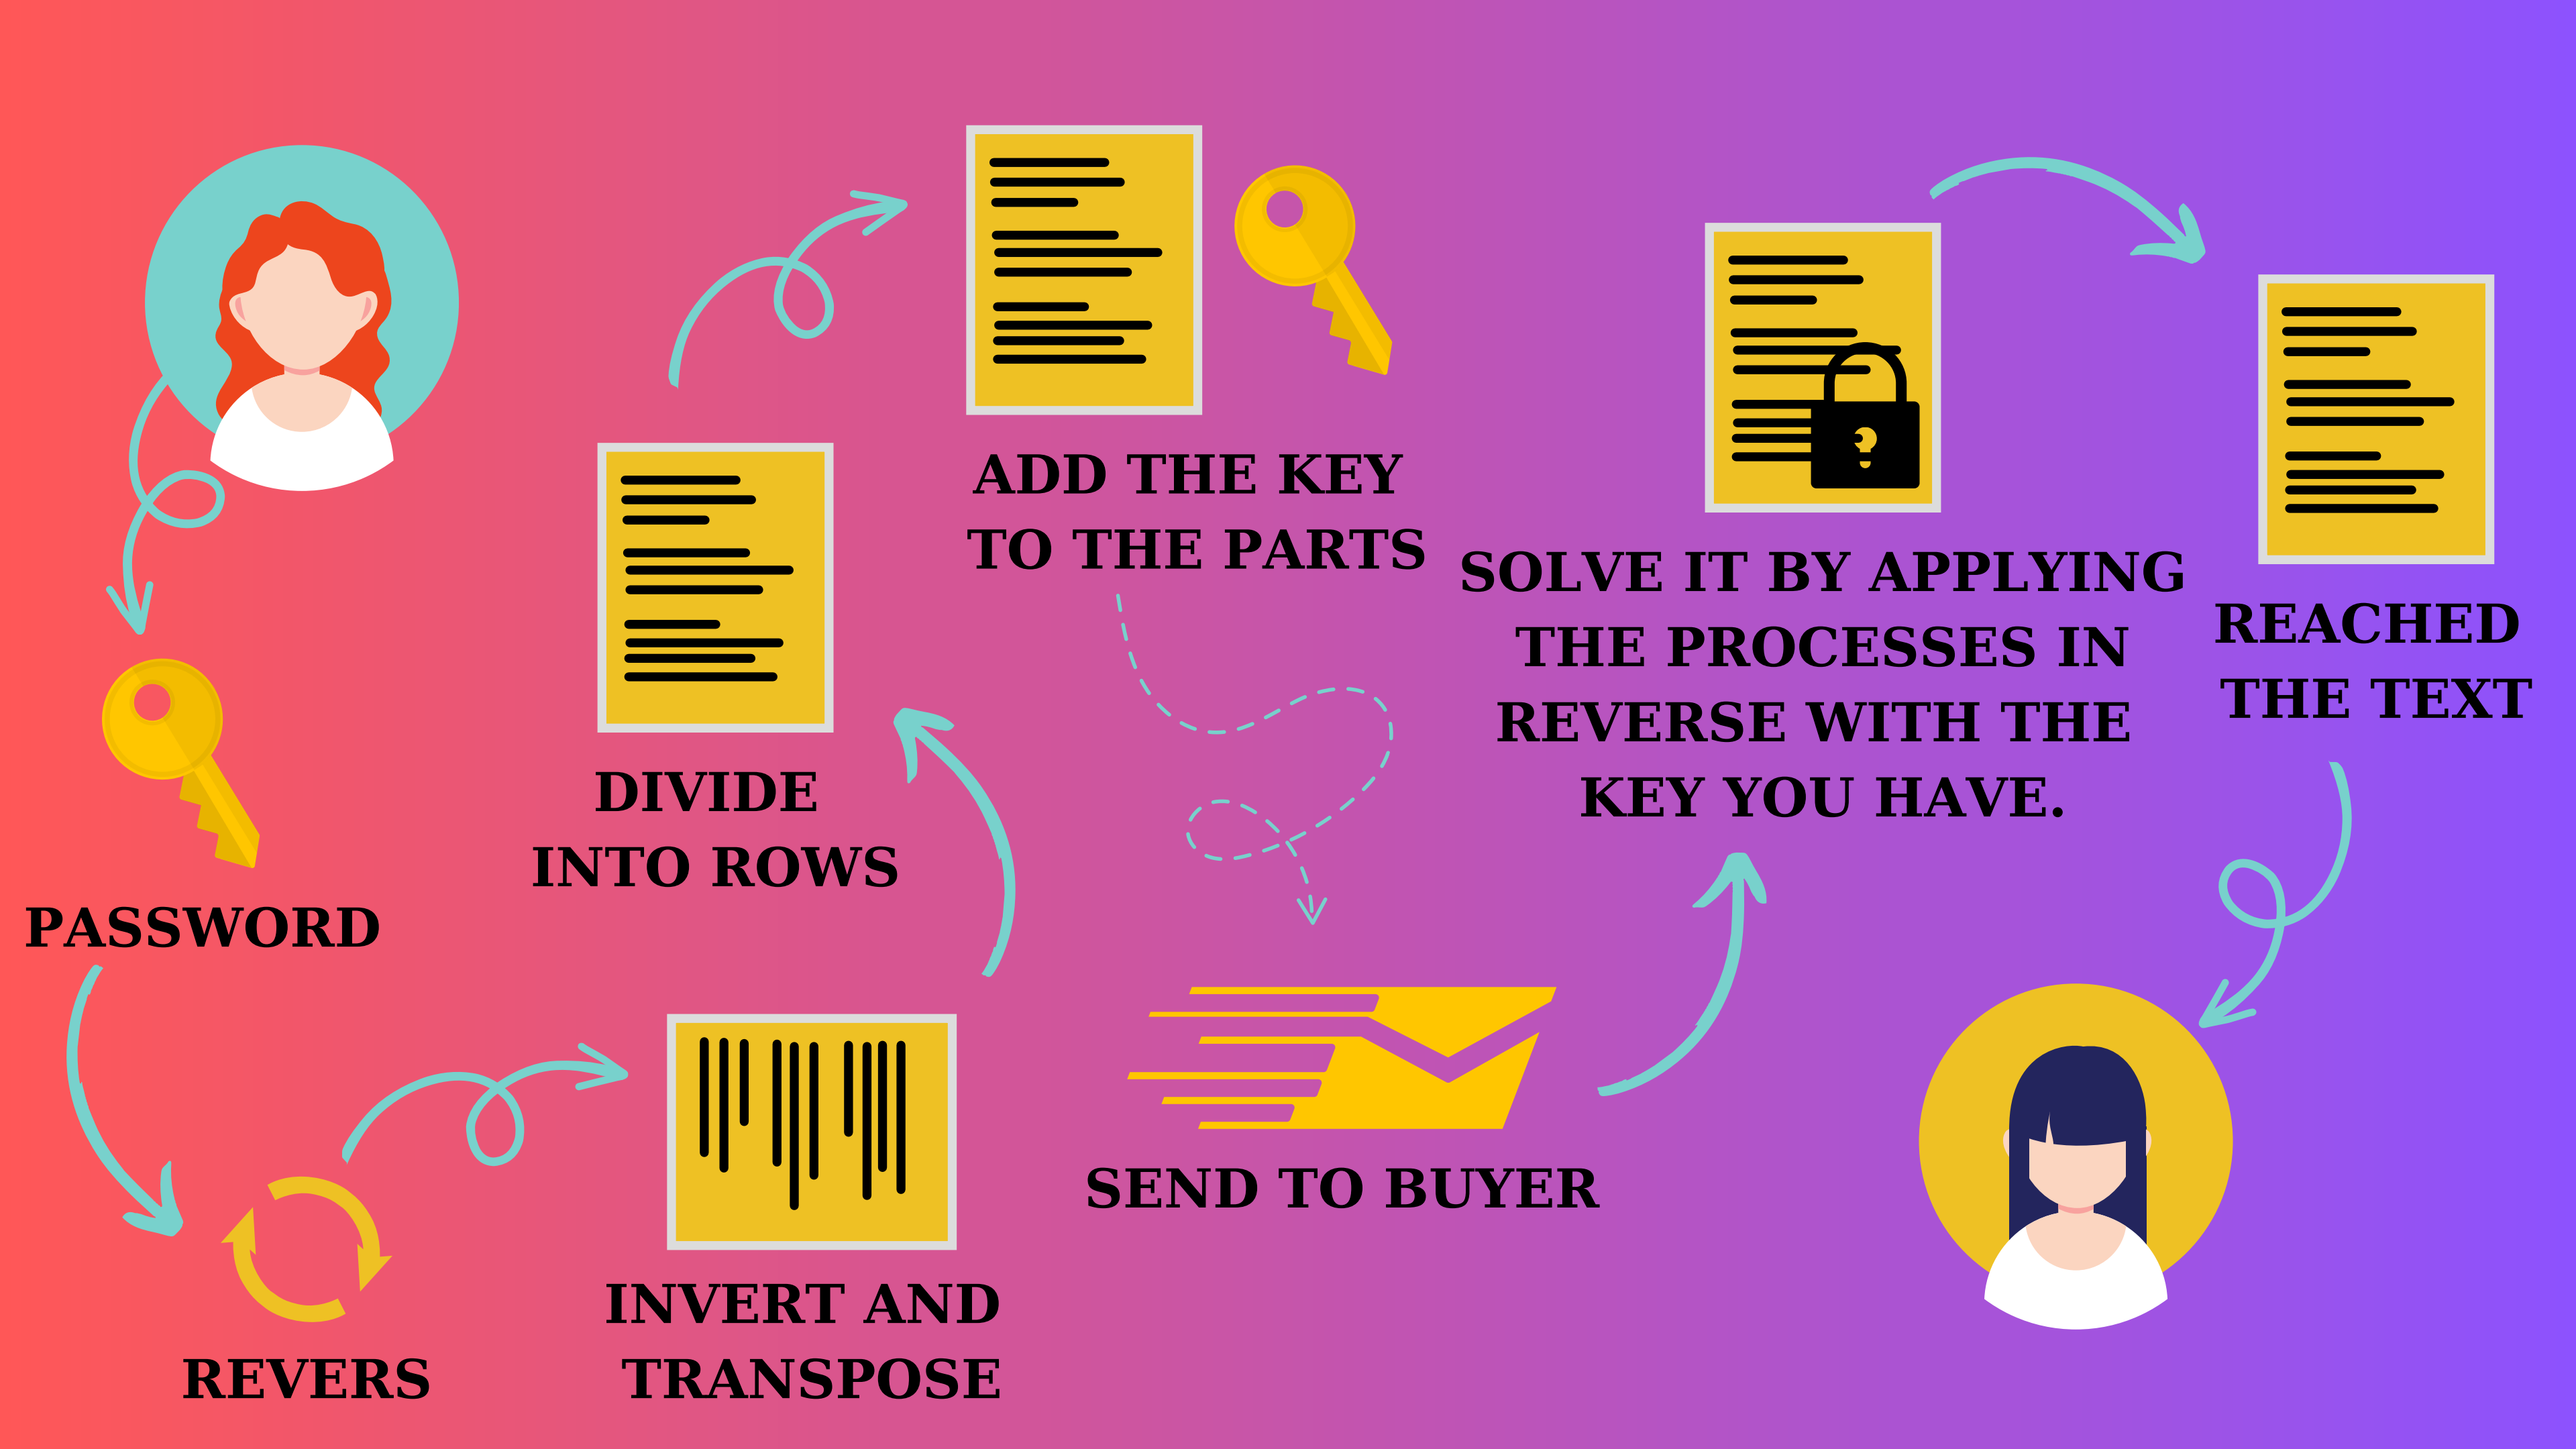 PASSWORD
REVERS
INVERT AND
TRANSPOSE
DIVIDE
INTO ROWS
ADD THE KEY
TO THE PARTS
SEND TO BUYER
SOLVE IT BY APPLYING
THE PROCESSES IN
REVERSE WITH THE
KEY YOU HAVE.
REACHED
THE TEXT